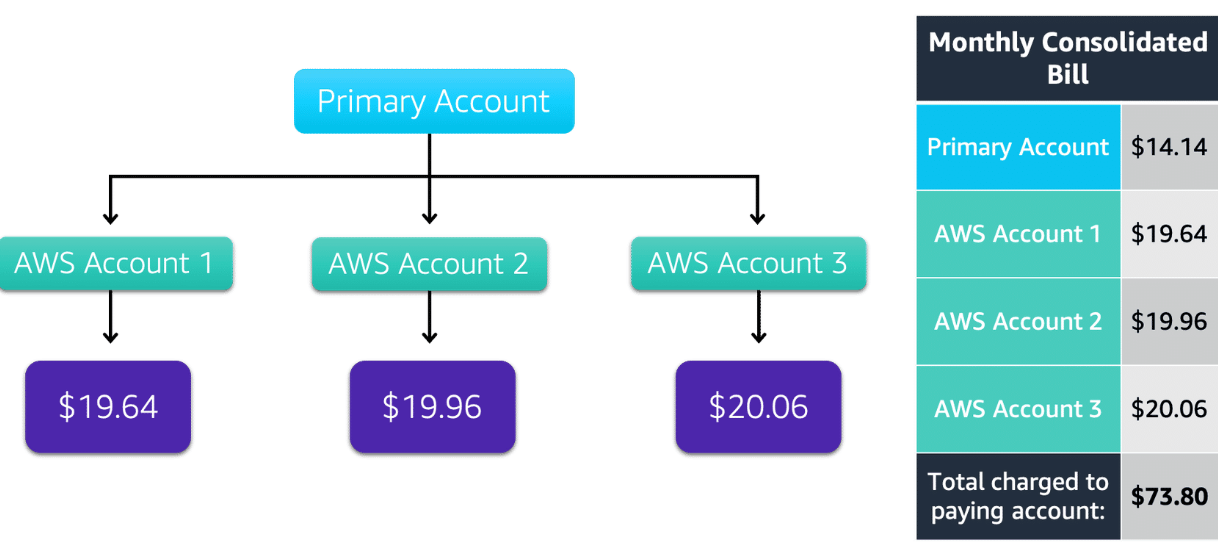 Primary Account
AWS Account 1
AWS Account 2
AWS Account 3
$19.64
$19.96
$20.06
Monthly Consolidated
Bill
Primary Account $14.14
AWS Account 1 $19.64
AWS Account 2 $19.96
AWS Account 3 $20.06
Total charged to
paying account: $73.80